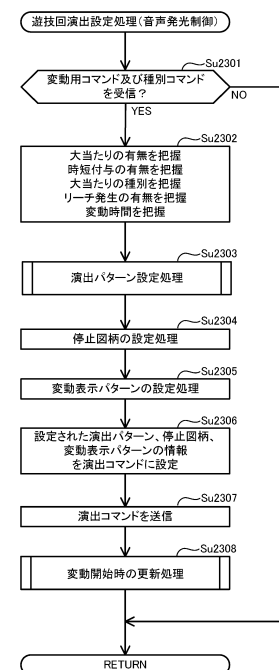 遊技回演出設定処理(音声発光制御)
Su2301
変動用コマンド及び種別コマンド
を受信?
NO
YES
Su2302
大当たりの有無を把握
時短付与の有無を把握
大当たりの種別を把握
リーチ発生の有無を把握
変動時間を把握
Su2303
演出パターン設定処理
Su2304
停止図柄の設定処理
Su2305
変動表示パターンの設定処理
Su2306
設定された演出パターン、停止図柄、
変動表示パターンの情報
を演出コマンドに設定
Su2307
演出コマンドを送信
Su2308
変動開始時の更新処理
RETURN